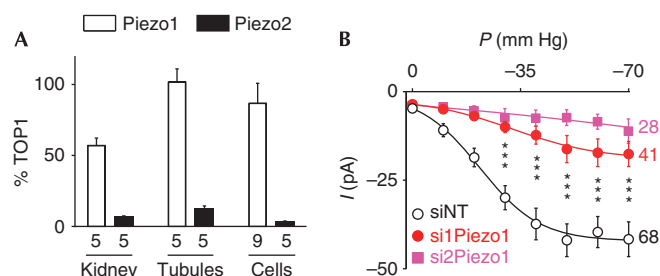 A
Piezo1 Piezo2
% TOP1
100
50
0
5 5 5 5 9 5
Kidney Tubules Cells
B
P (mm Hg)
0 −35 −70
I (pA)
0
−25
−50
28
41
68
*** *** *** *** ***
siNT
si1Piezo1
si2Piezo1